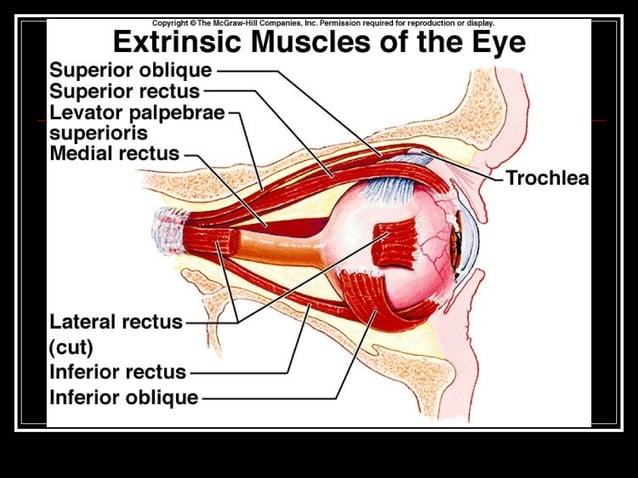 Copyright © The McGraw-Hill Companies, Inc. Permission required for reproduction or display.
Extrinsic Muscles of the Eye
Superior oblique
Superior rectus
Levator palpebrae
superioris
Medial rectus
Trochlea
Lateral rectus
(cut)
Inferior rectus
Inferior oblique